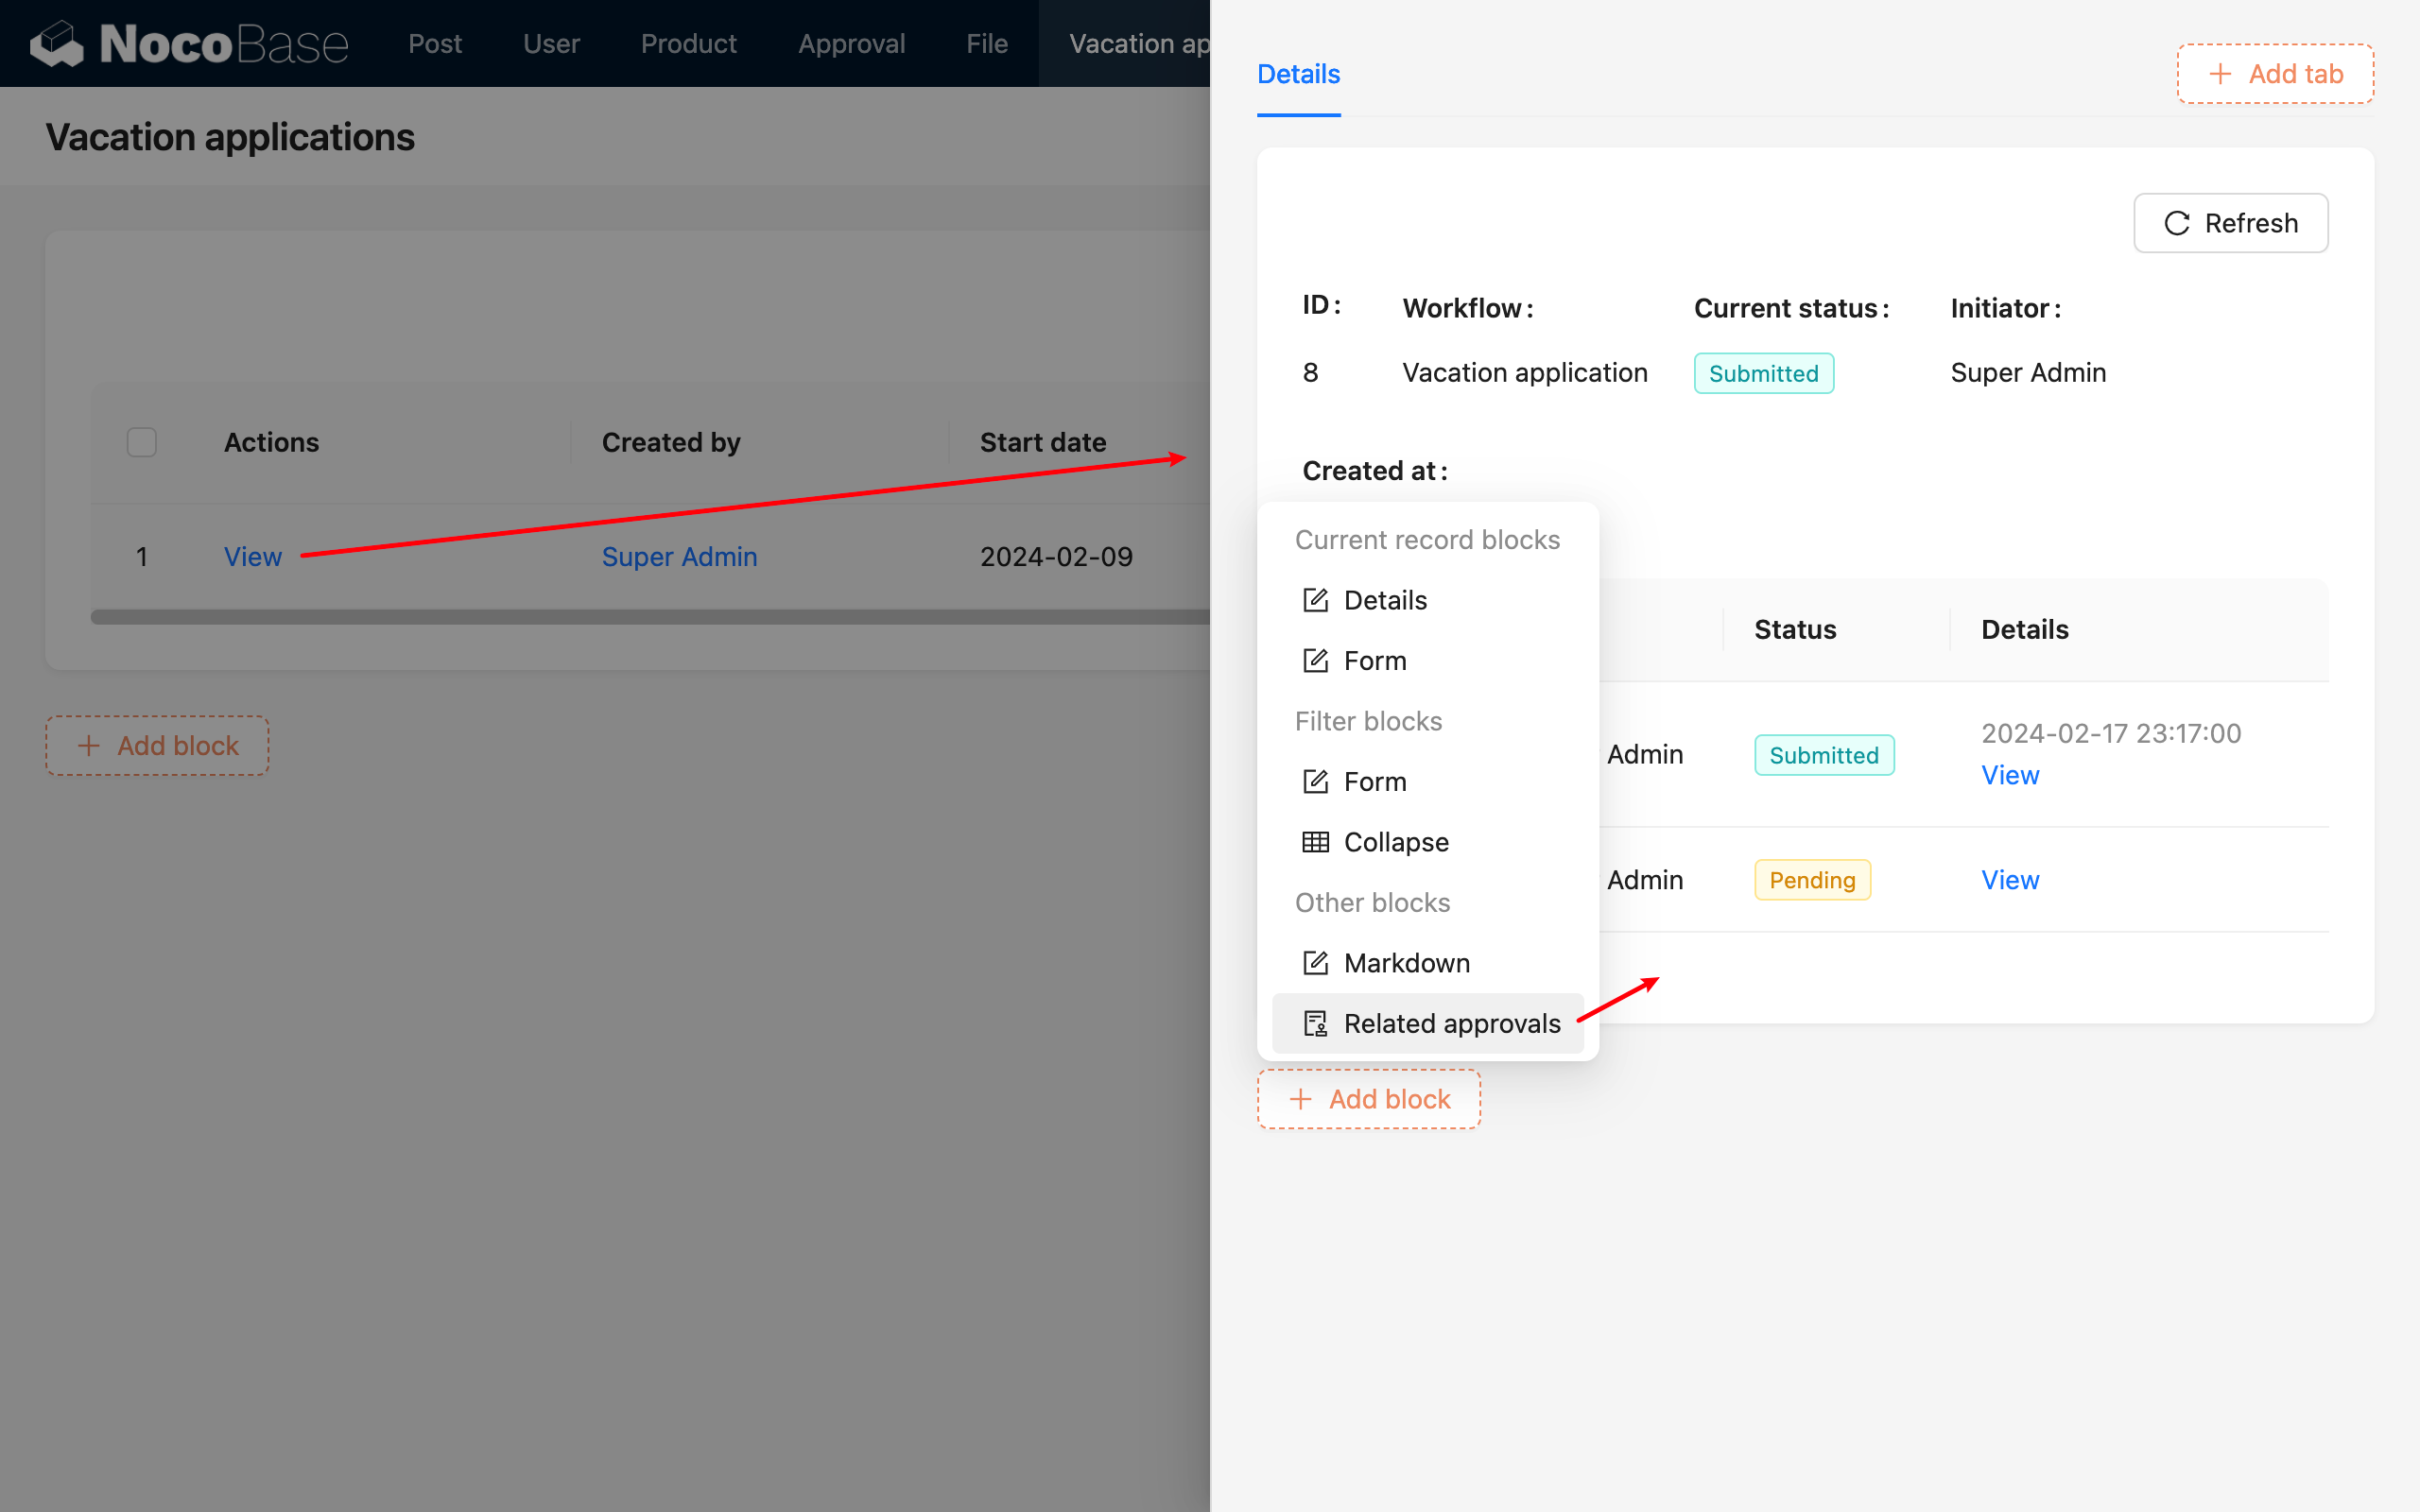 NocoBase
Post
User
Product
Approval
File
Vacation ap
Vacation applications
Actions
Created by
Start date
1
View
Super Admin
2024-02-09
Add block
Details
Add tab
Refresh
ID:
Workflow:
Current status:
Initiator:
8
Vacation application
Submitted
Super Admin
Created at:
Current record blocks
Details
Form
Filter blocks
Form
Collapse
Other blocks
Markdown
Related approvals
Status
Details
Admin
Submitted
2024-02-17 23:17:00
View
Admin
Pending
View
Add block